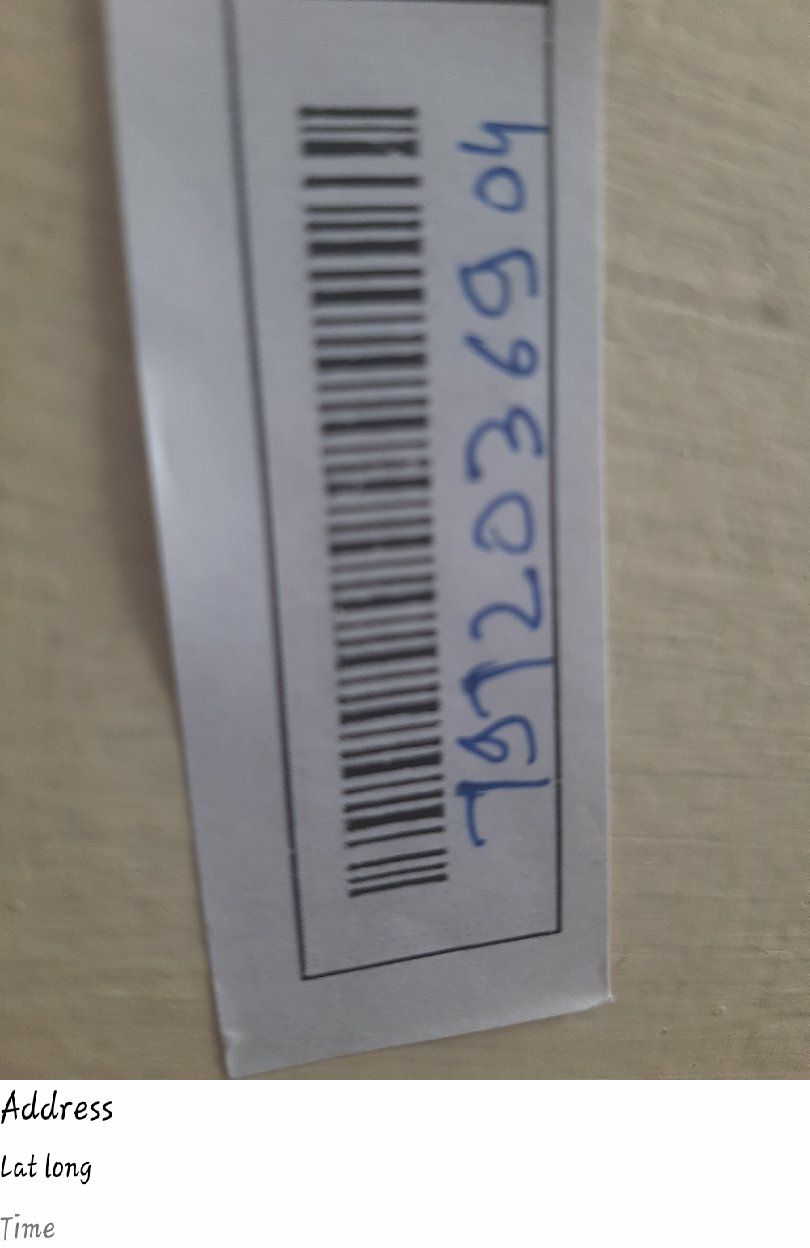 7972036904
Address
Lat long
Time